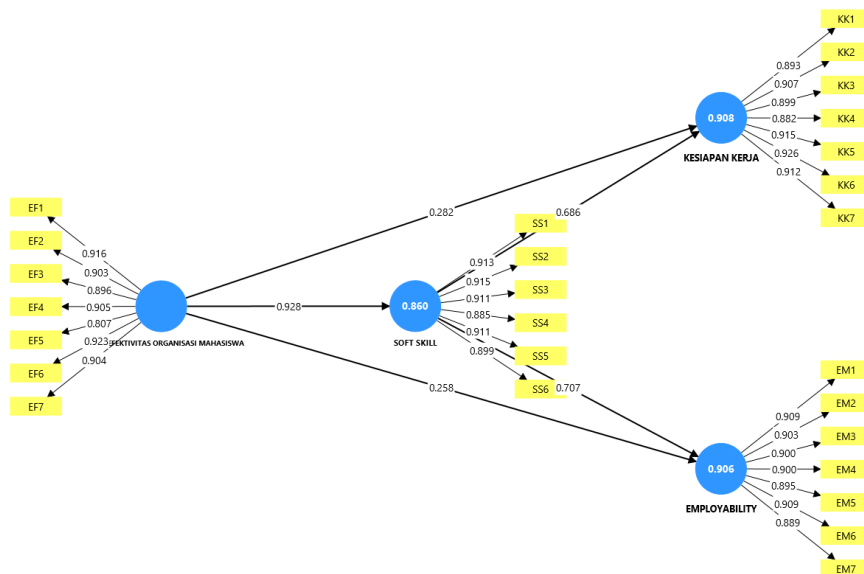 KK1
KK2
KK3
KK4
KK5
KK6
KK7
0.893
0.907
0.899
0.882
0.915
0.926
0.912
0.908
KESIAPAN KERJA
0.282
0.686
EF1
EF2
EF3
EF4
EF5
EF6
EF7
0.916
0.903
0.896
0.905
0.807
0.923
0.904
FEKTIVITAS ORGANISASI MAHASISWA
0.928
0.860
SOFT SKILL
SS1
SS2
SS3
SS4
SS5
SS6
0.913
0.915
0.911
0.885
0.911
0.899
0.258
0.707
0.906
EMPLOYABILITY
EM1
EM2
EM3
EM4
EM5
EM6
EM7
0.909
0.903
0.900
0.900
0.895
0.909
0.889